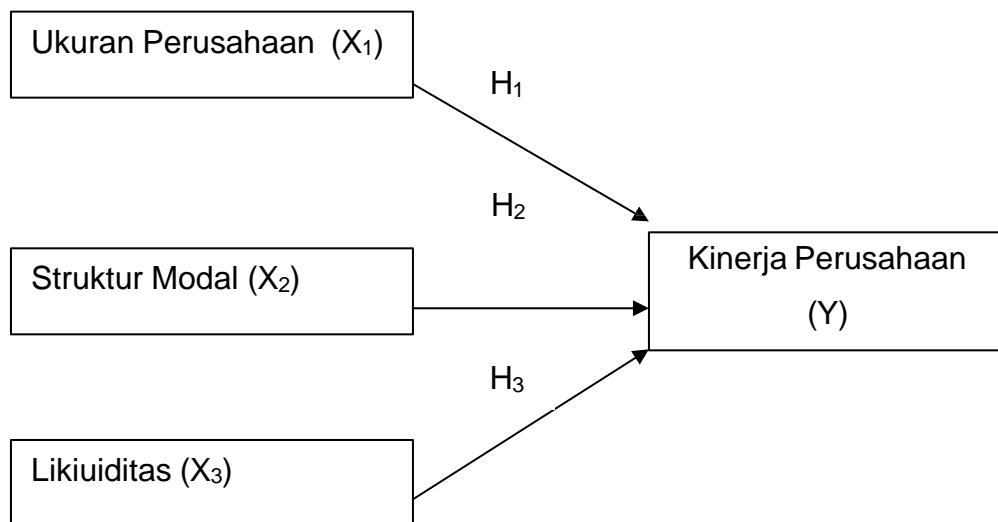 Ukuran Perusahaan (X₁)
H₁
H₂
Struktur Modal (X₂)
Kinerja Perusahaan
(Y)
H₃
Likiuiditas (X₃)